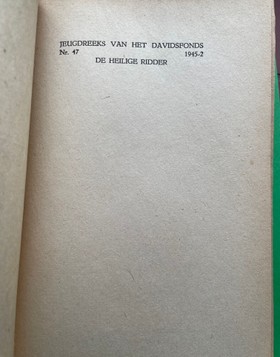 JEUGDREEKS VAN HET DAVIDSFONDS
Nr. 47 1945-2
DE HEILIGE RIDDER